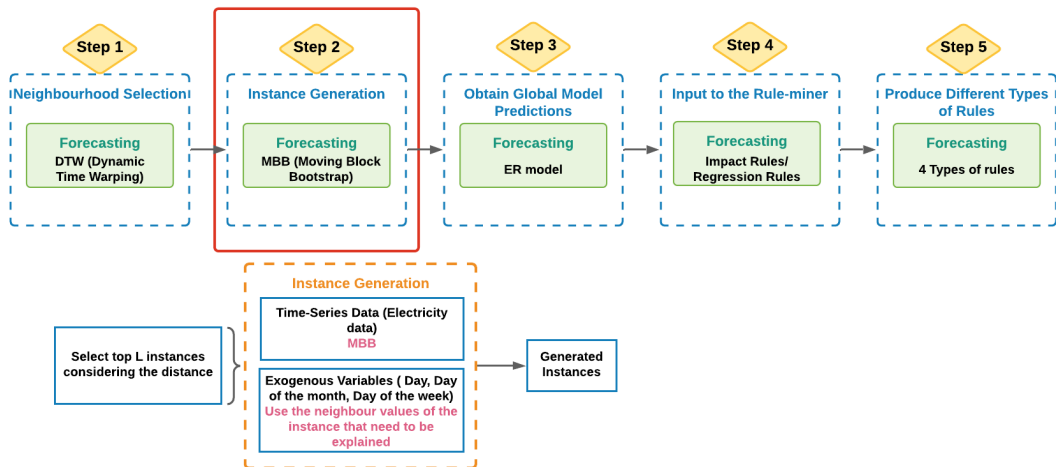 Step 1
Step 2
Step 3
Step 4
Step 5
Neighbourhood Selection
Forecasting
DTW (Dynamic
Time Warping)
Instance Generation
Forecasting
MBB (Moving Block
Bootstrap)
Obtain Global Model
Predictions
Forecasting
ER model
Input to the Rule-miner
Forecasting
Impact Rules/
Regression Rules
Produce Different Types
of Rules
Forecasting
4 Types of rules
Select top L instances
considering the distance
Instance Generation
Time-Series Data (Electricity
data)
MBB
Exogenous Variables ( Day, Day
of the month, Day of the week)
Use the neighbour values of the
instance that need to be
explained
Generated
Instances